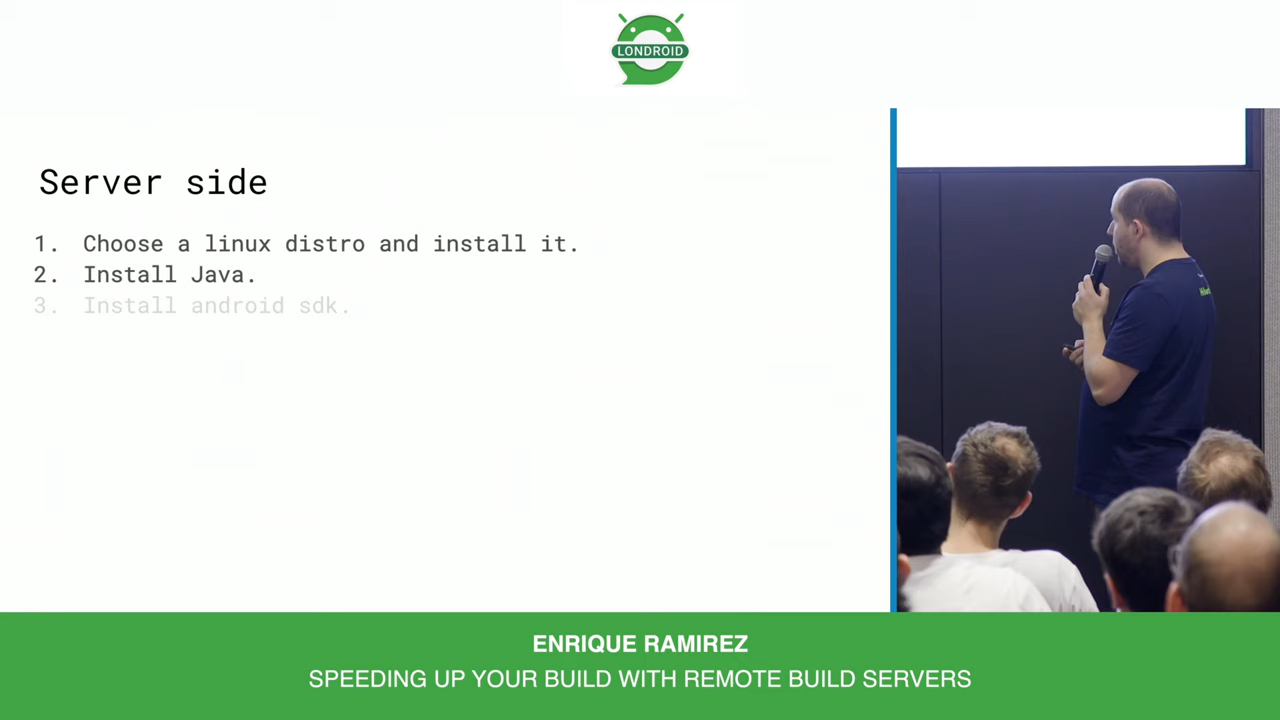 LONDROID
Server side
1. Choose a linux distro and install it.
2. Install Java.
3. Install android sdk.
ENRIQUE RAMIREZ
SPEEDING UP YOUR BUILD WITH REMOTE BUILD SERVERS